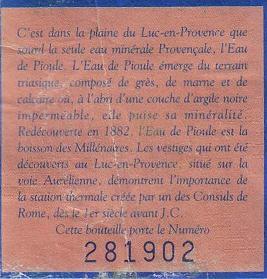 C'est dans la plaine du Luc-en-Provence que
sourd la seule eau minérale Provençale, l'Eau
de Pioule. L'Eau de Pioule émerge du terrain
triasique, composé de grès, de marne et de
calcaire où, à l'abri d'une couche d'argile notre
imperméable, elle puise sa minéralité.
Redécouverte en 1882, l'Eau de Pioule est la
boisson des Millénaires. Les vestiges qui ont été
découverts au Luc-en-Provence, situé sur la
voie Aurélienne, démontrent l'importance de
la station thermale créée par un des Consuls de
Rome, dès le 1er siècle avant J.C.
Cette bouteille porte le Numéro
281902